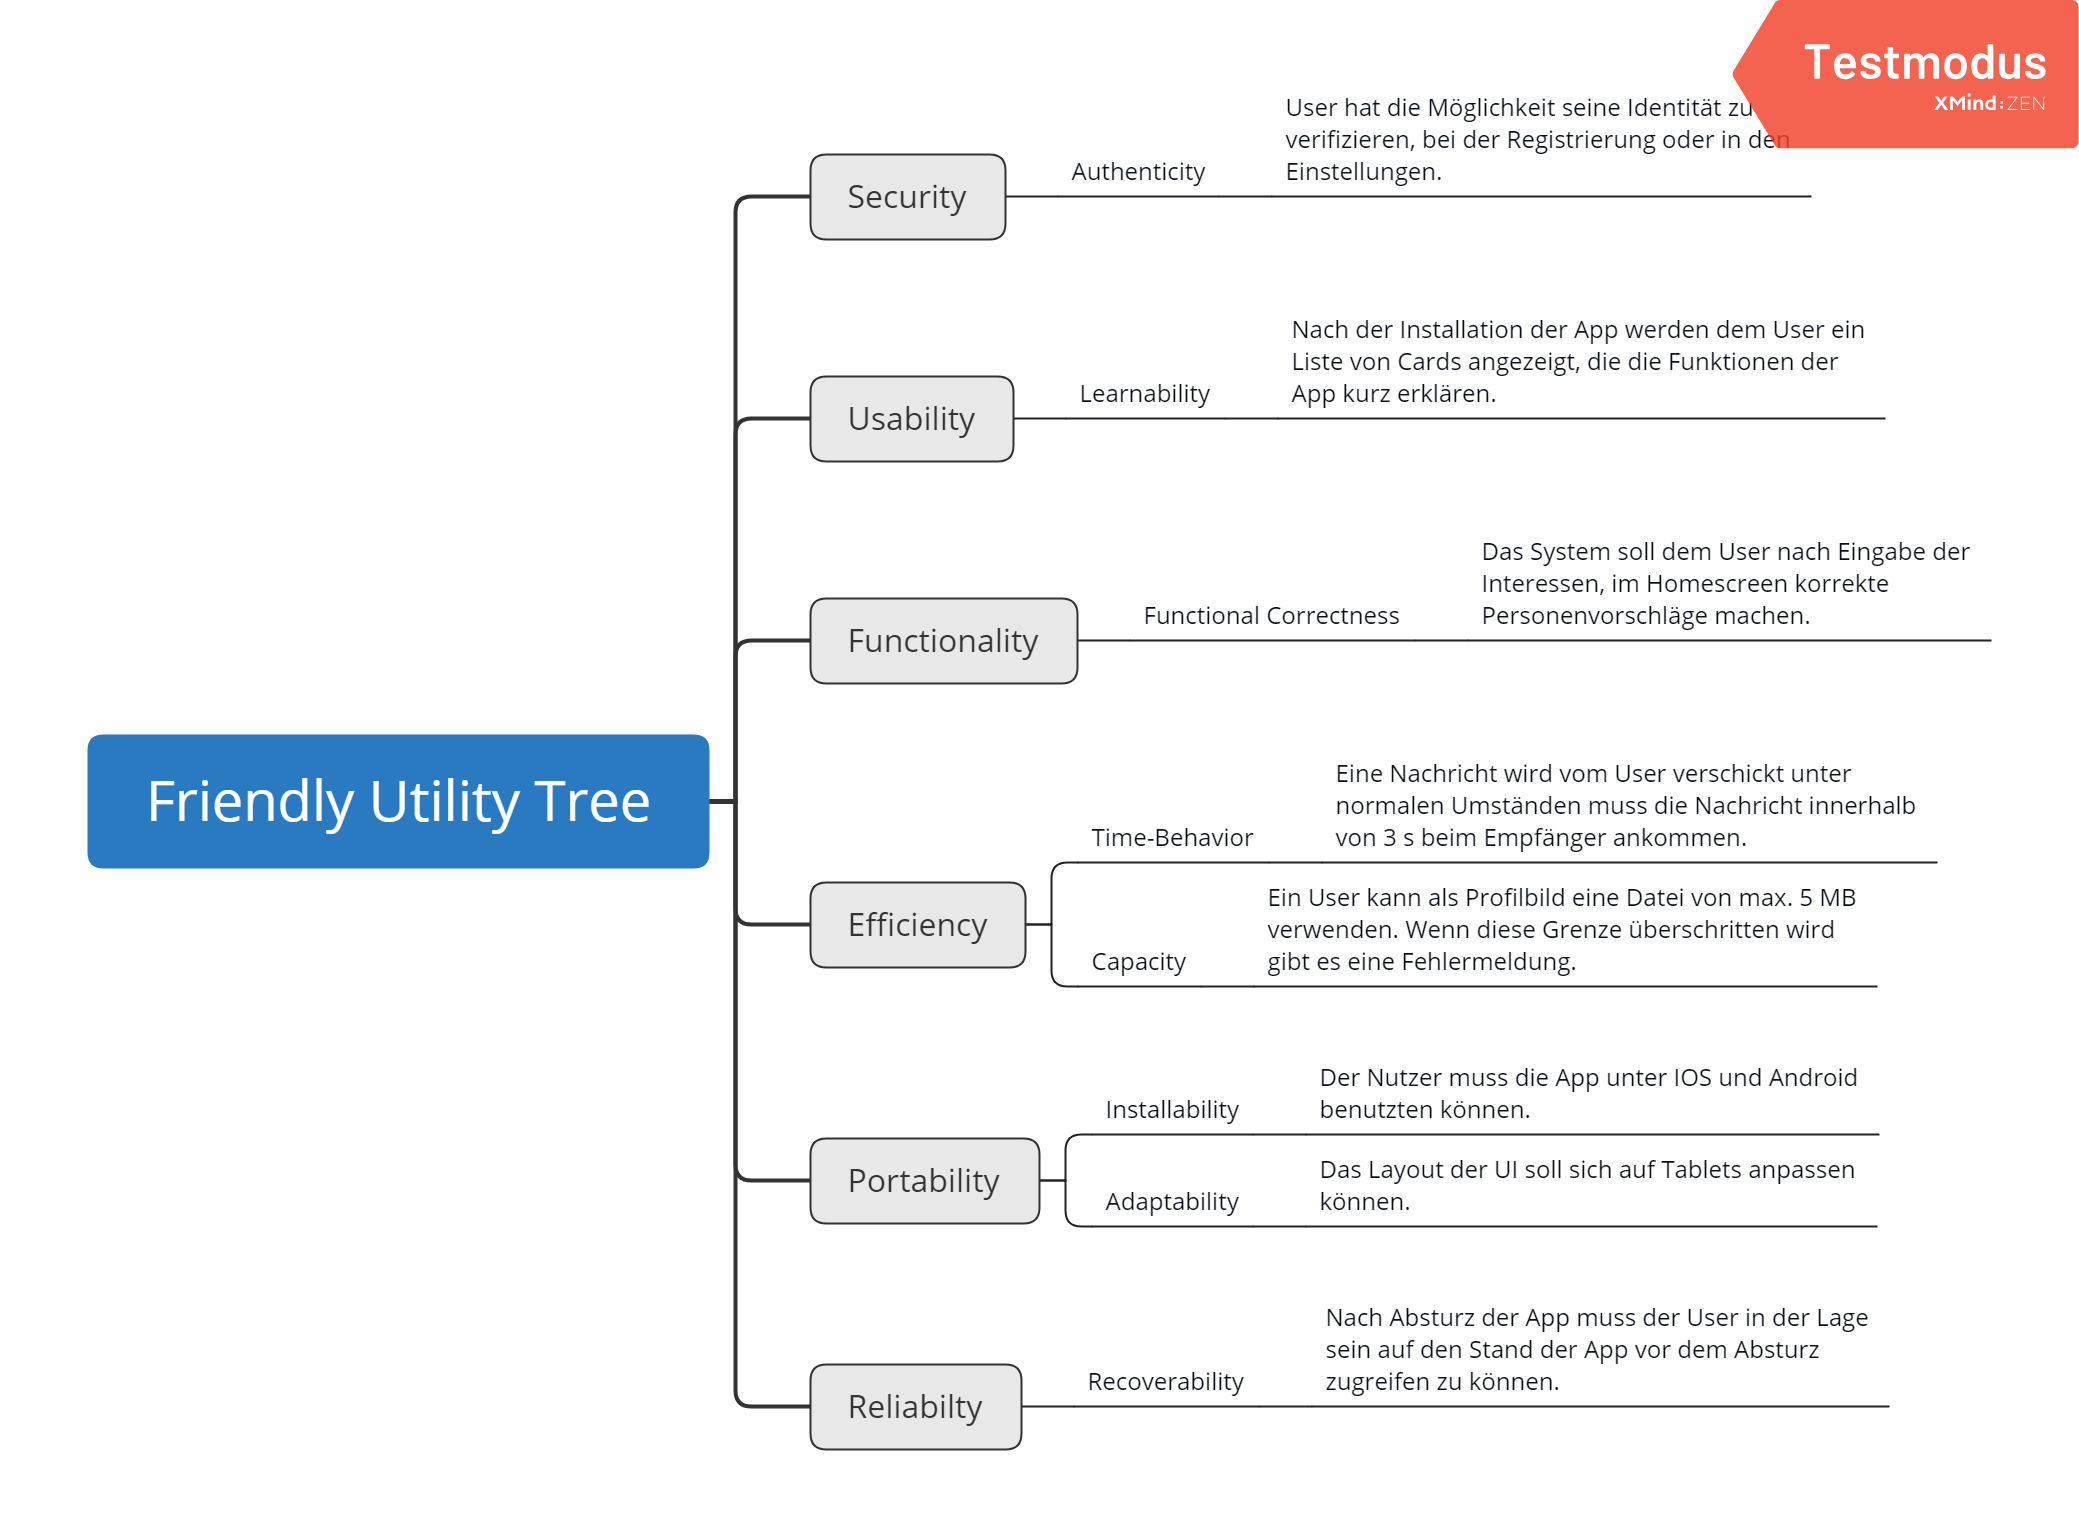 Testmodus
XMind:ZEN
User hat die Möglichkeit seine Identität zu
verifizieren, bei der Registrierung oder in den
Einstellungen.
Authenticity
Security
Nach der Installation der App werden dem User ein
Liste von Cards angezeigt, die die Funktionen der
App kurz erklären.
Learnability
Usability
Das System soll dem User nach Eingabe der
Interessen, im Homescreen korrekte
Personenvorschläge machen.
Functional Correctness
Functionality
Friendly Utility Tree
Eine Nachricht wird vom User verschickt unter
normalen Umständen muss die Nachricht innerhalb
von 3 s beim Empfänger ankommen.
Time-Behavior
Efficiency
Ein User kann als Profilbild eine Datei von max. 5 MB
verwenden. Wenn diese Grenze überschritten wird
gibt es eine Fehlermeldung.
Capacity
Der Nutzer muss die App unter IOS und Android
benutzten können.
Installability
Portability
Das Layout der UI soll sich auf Tablets anpassen
können.
Adaptability
Nach Absturz der App muss der User in der Lage
sein auf den Stand der App vor dem Absturz
zugreifen zu können.
Recoverability
Reliabilty